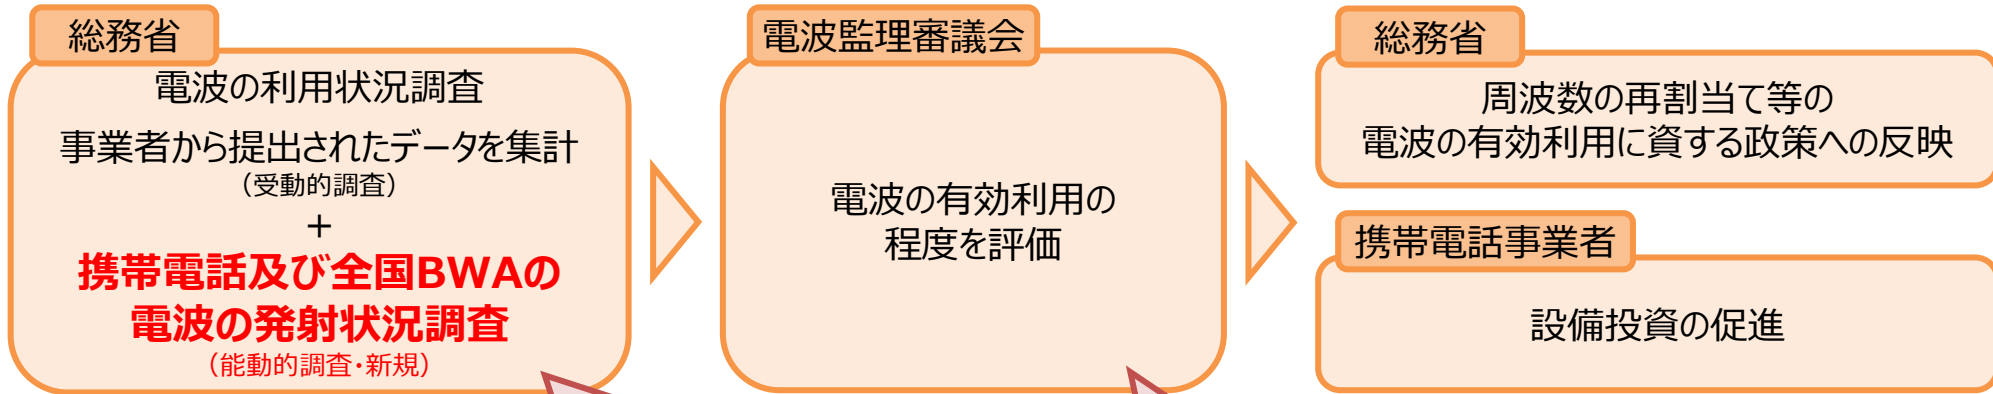 総務省
電波の利用状況調査
事業者から提出されたデータを集計
（受動的調査）
+
携帯電話及び全国BWAの
電波の発射状況調査
（能動的調査・新規）
電波監理審議会
電波の有効利用の
程度を評価
総務省
周波数の再割当て等の
電波の有効利用に資する政策への反映
携帯電話事業者
設備投資の促進